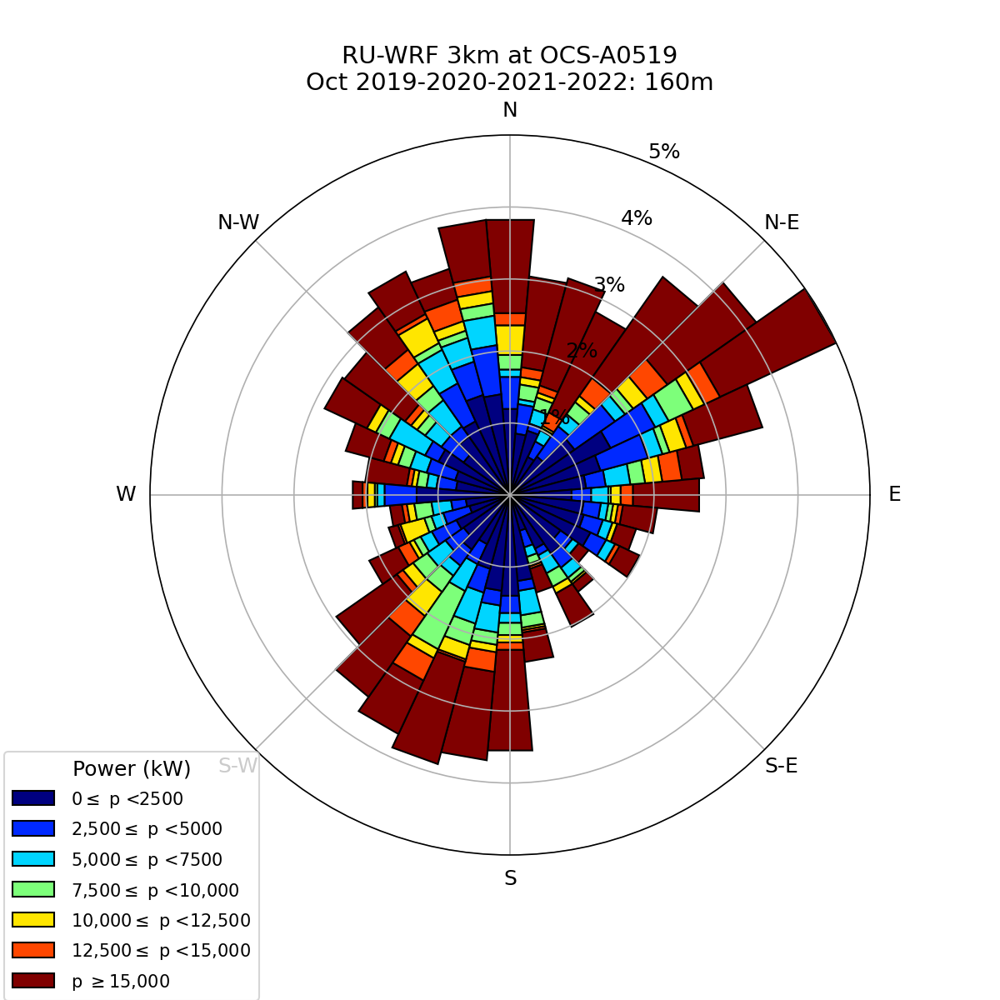 RU-WRF 3km at OCS-A0519
Oct 2019-2020-2021-2022: 160m
N
5%
N-W
4%
N-E
3%
2%
1%
W
E
S-W
S-E
S
Power (kW)
0≤ p <2500
2,500≤ p <5000
5,000≤ p <7500
7,500≤ p <10,000
10,000≤ p <12,500
12,500≤ p <15,000
p ≥15,000